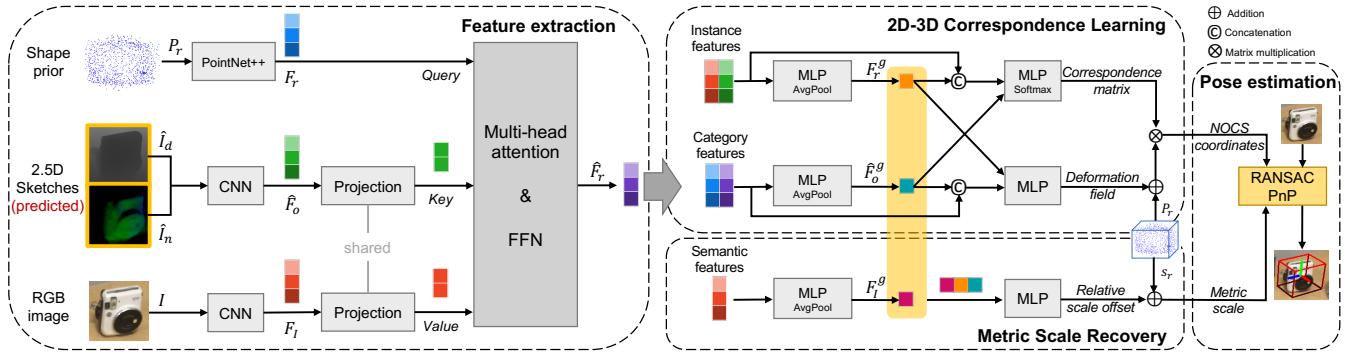 Feature extraction
Shape
prior
P_r
PointNet++
F_r
Query
2.5D
Sketches
(predicted)
Î_d
Î_n
CNN
F̂_o
Projection
Key
shared
RGB
image
I
CNN
F_I
Projection
Value
Multi-head
attention
&
FFN
F̂_r
2D-3D Correspondence Learning
Instance
features
MLP
AvgPool
F_r^g
C
MLP
Softmax
Correspondence
matrix
Category
features
MLP
AvgPool
F̂_o^g
C
MLP
Deformation
field
P_r
Semantic
features
MLP
AvgPool
F_I^g
MLP
Relative
scale offset
s_r
Metric Scale Recovery
Addition
C Concatenation
Matrix multiplication
Pose estimation
NOCS
coordinates
RANSAC
PnP
Metric
scale